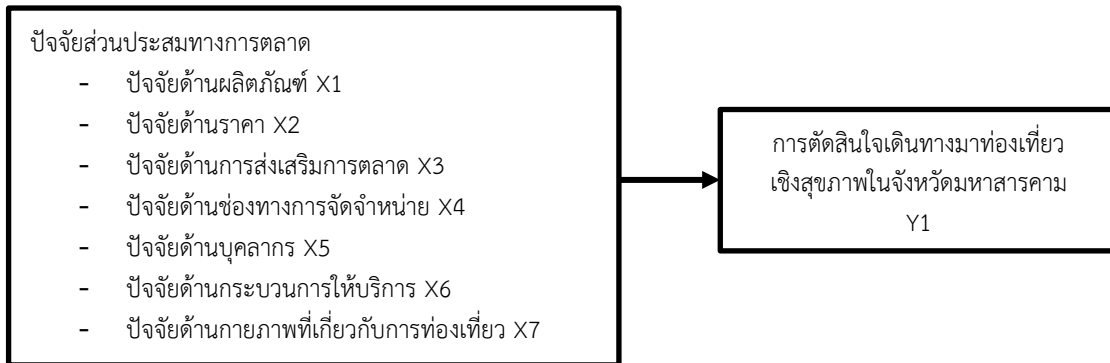 ปัจจัยส่วนประสมทางการตลาด
- ปัจจัยด้านผลิตภัณฑ์ X1
- ปัจจัยด้านราคา X2
- ปัจจัยด้านการส่งเสริมการตลาด X3
- ปัจจัยด้านช่องทางการจัดจำหน่าย X4
- ปัจจัยด้านบุคลากร X5
- ปัจจัยด้านกระบวนการให้บริการ X6
- ปัจจัยด้านกายภาพที่เกี่ยวกับการท่องเที่ยว X7
การตัดสินใจเดินทางมาท่องเที่ยว
เชิงสุขภาพในจังหวัดมหาสารคาม
Y1